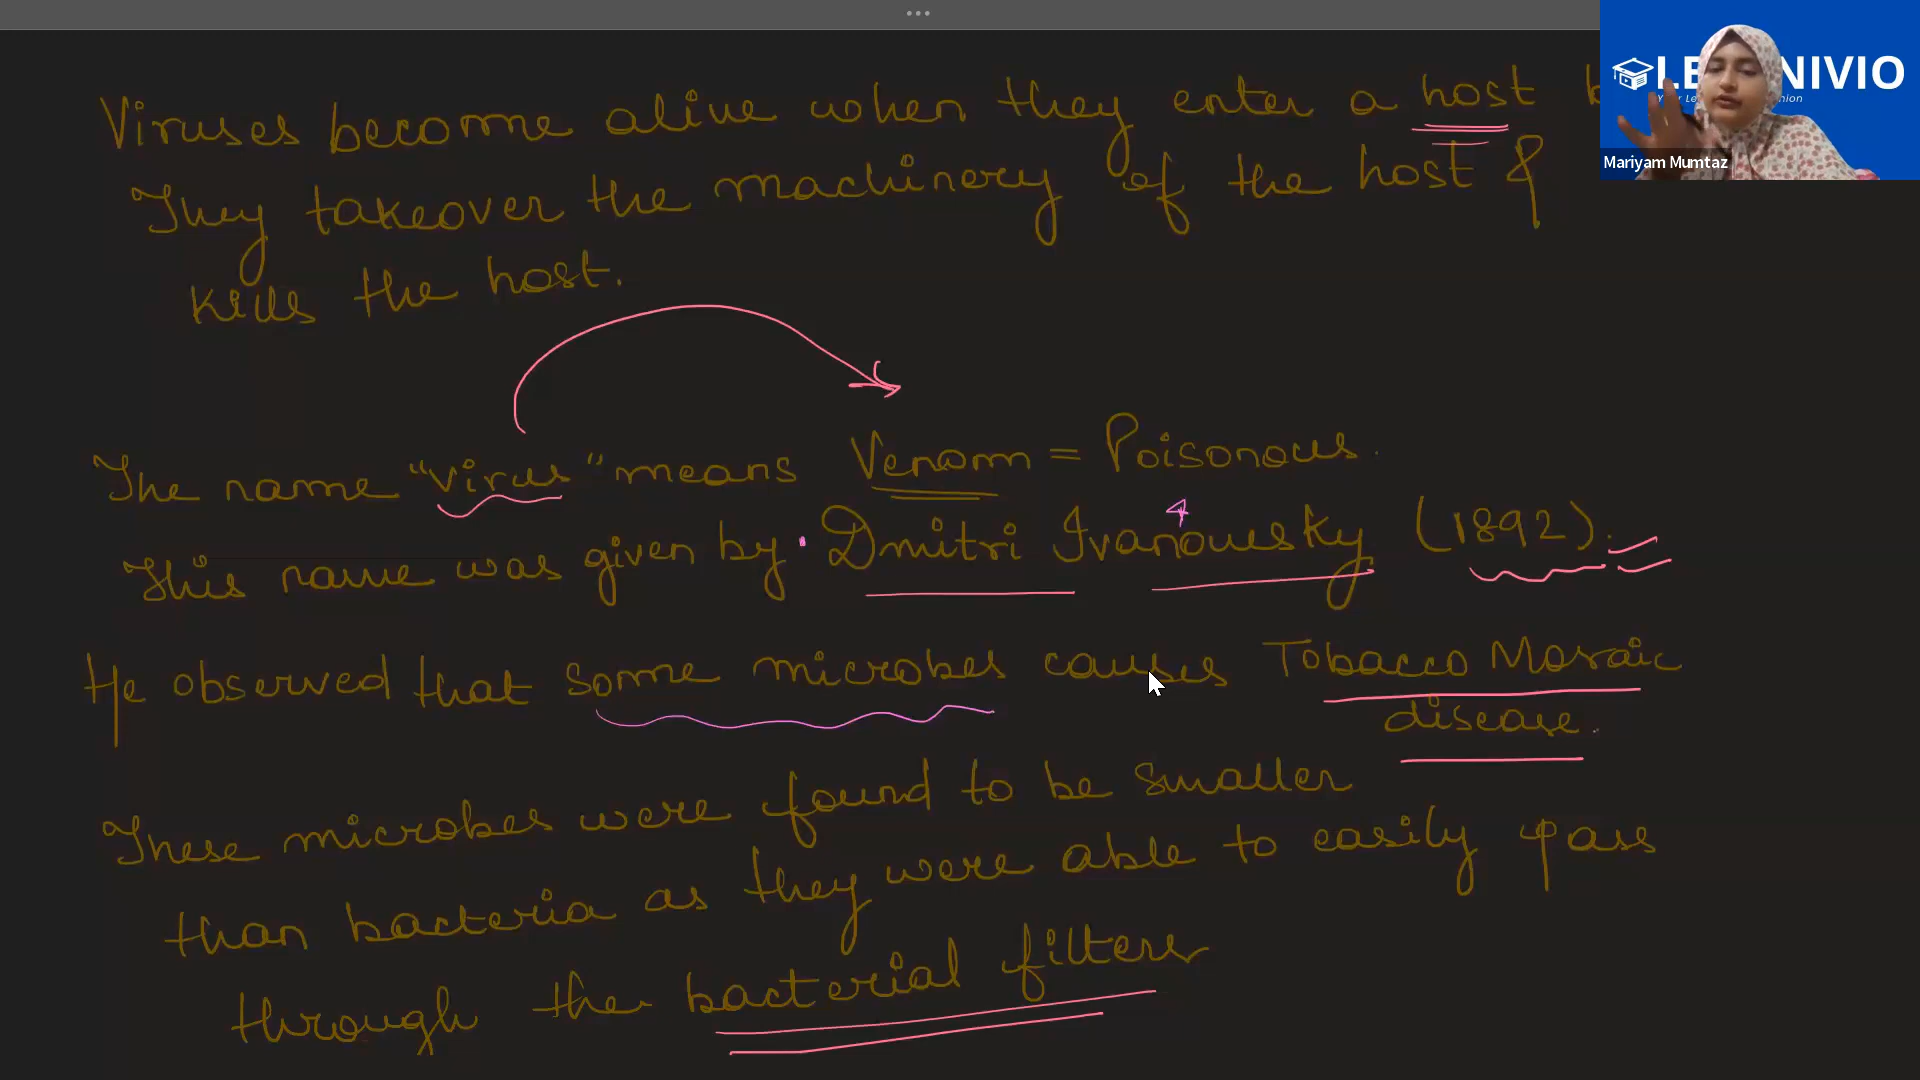 Viruses become alive when they enter a host
They takeover the machinery of the host &
kills the host.
The name "virus" means Venom = Poisonous.
This name was given by Dmitri Ivanowsky (1892).
He observed that some microbes causes Tobacco Mosaic
disease.
These microbes were found to be smaller
than bacteria as they were able to easily pass
through the bacterial filters
NIVIO
Mariyam Mumtaz